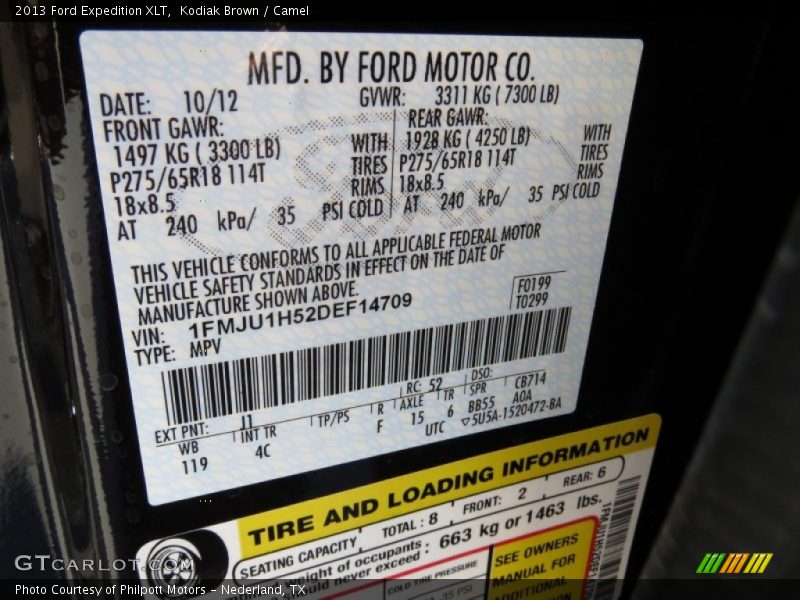 2013 Ford Expedition XLT,  Kodiak Brown / Camel
MFD. BY FORD MOTOR CO.
DATE: 10/12 GVWR: 3311 KG ( 7300 LB)
FRONT GAWR: REAR GAWR:
1497 KG ( 3300 LB) WITH 1928 KG ( 4250 LB) WITH
P275/65R18 114T TIRES P275/65R18 114T TIRES
18x8.5 RIMS 18x8.5 RIMS
AT 240 kPa/ 35 PSI COLD AT 240 kPa/ 35 PSI COLD
THIS VEHICLE CONFORMS TO ALL APPLICABLE FEDERAL MOTOR
VEHICLE SAFETY STANDARDS IN EFFECT ON THE DATE OF
MANUFACTURE SHOWN ABOVE.
VIN: 1FMJU1H52DEF14709 F0199
TYPE: MPV T0299
EXT PNT: J1 RC: 52 DSO:
WB INT TR TP/PS R AXLE TR SPR CB714
119 4C F 15 6 BB55 A0A
UTC ▽5U5A-1520472-BA
TIRE AND LOADING INFORMATION
SEATING CAPACITY TOTAL : 8 FRONT: 2 REAR: 6
weight of occupants : 663 kg or 1463 lbs.
never exceed :
COLD TIRE PRESSURE
35 PSI
SEE OWNERS
MANUAL FOR
ADDITIONAL
GTCARLOT.COM
Photo Courtesy of Philpott Motors – Nederland, TX